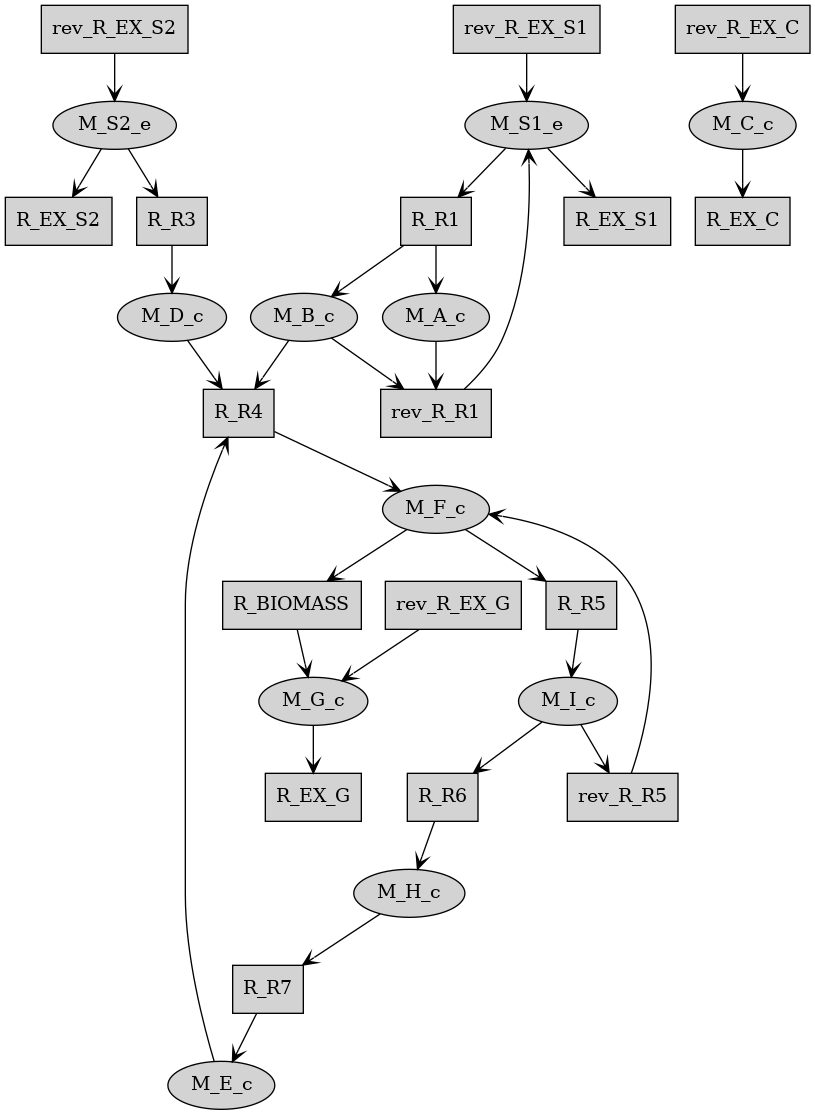 rev_R_EX_S2
rev_R_EX_S1
rev_R_EX_C
M_S2_e
M_S1_e
M_C_c
R_EX_S2
R_R3
R_R1
R_EX_S1
R_EX_C
M_D_c
M_B_c
M_A_c
R_R4
rev_R_R1
M_F_c
R_BIOMASS
rev_R_EX_G
R_R5
M_G_c
M_I_c
R_EX_G
R_R6
rev_R_R5
M_H_c
R_R7
M_E_c